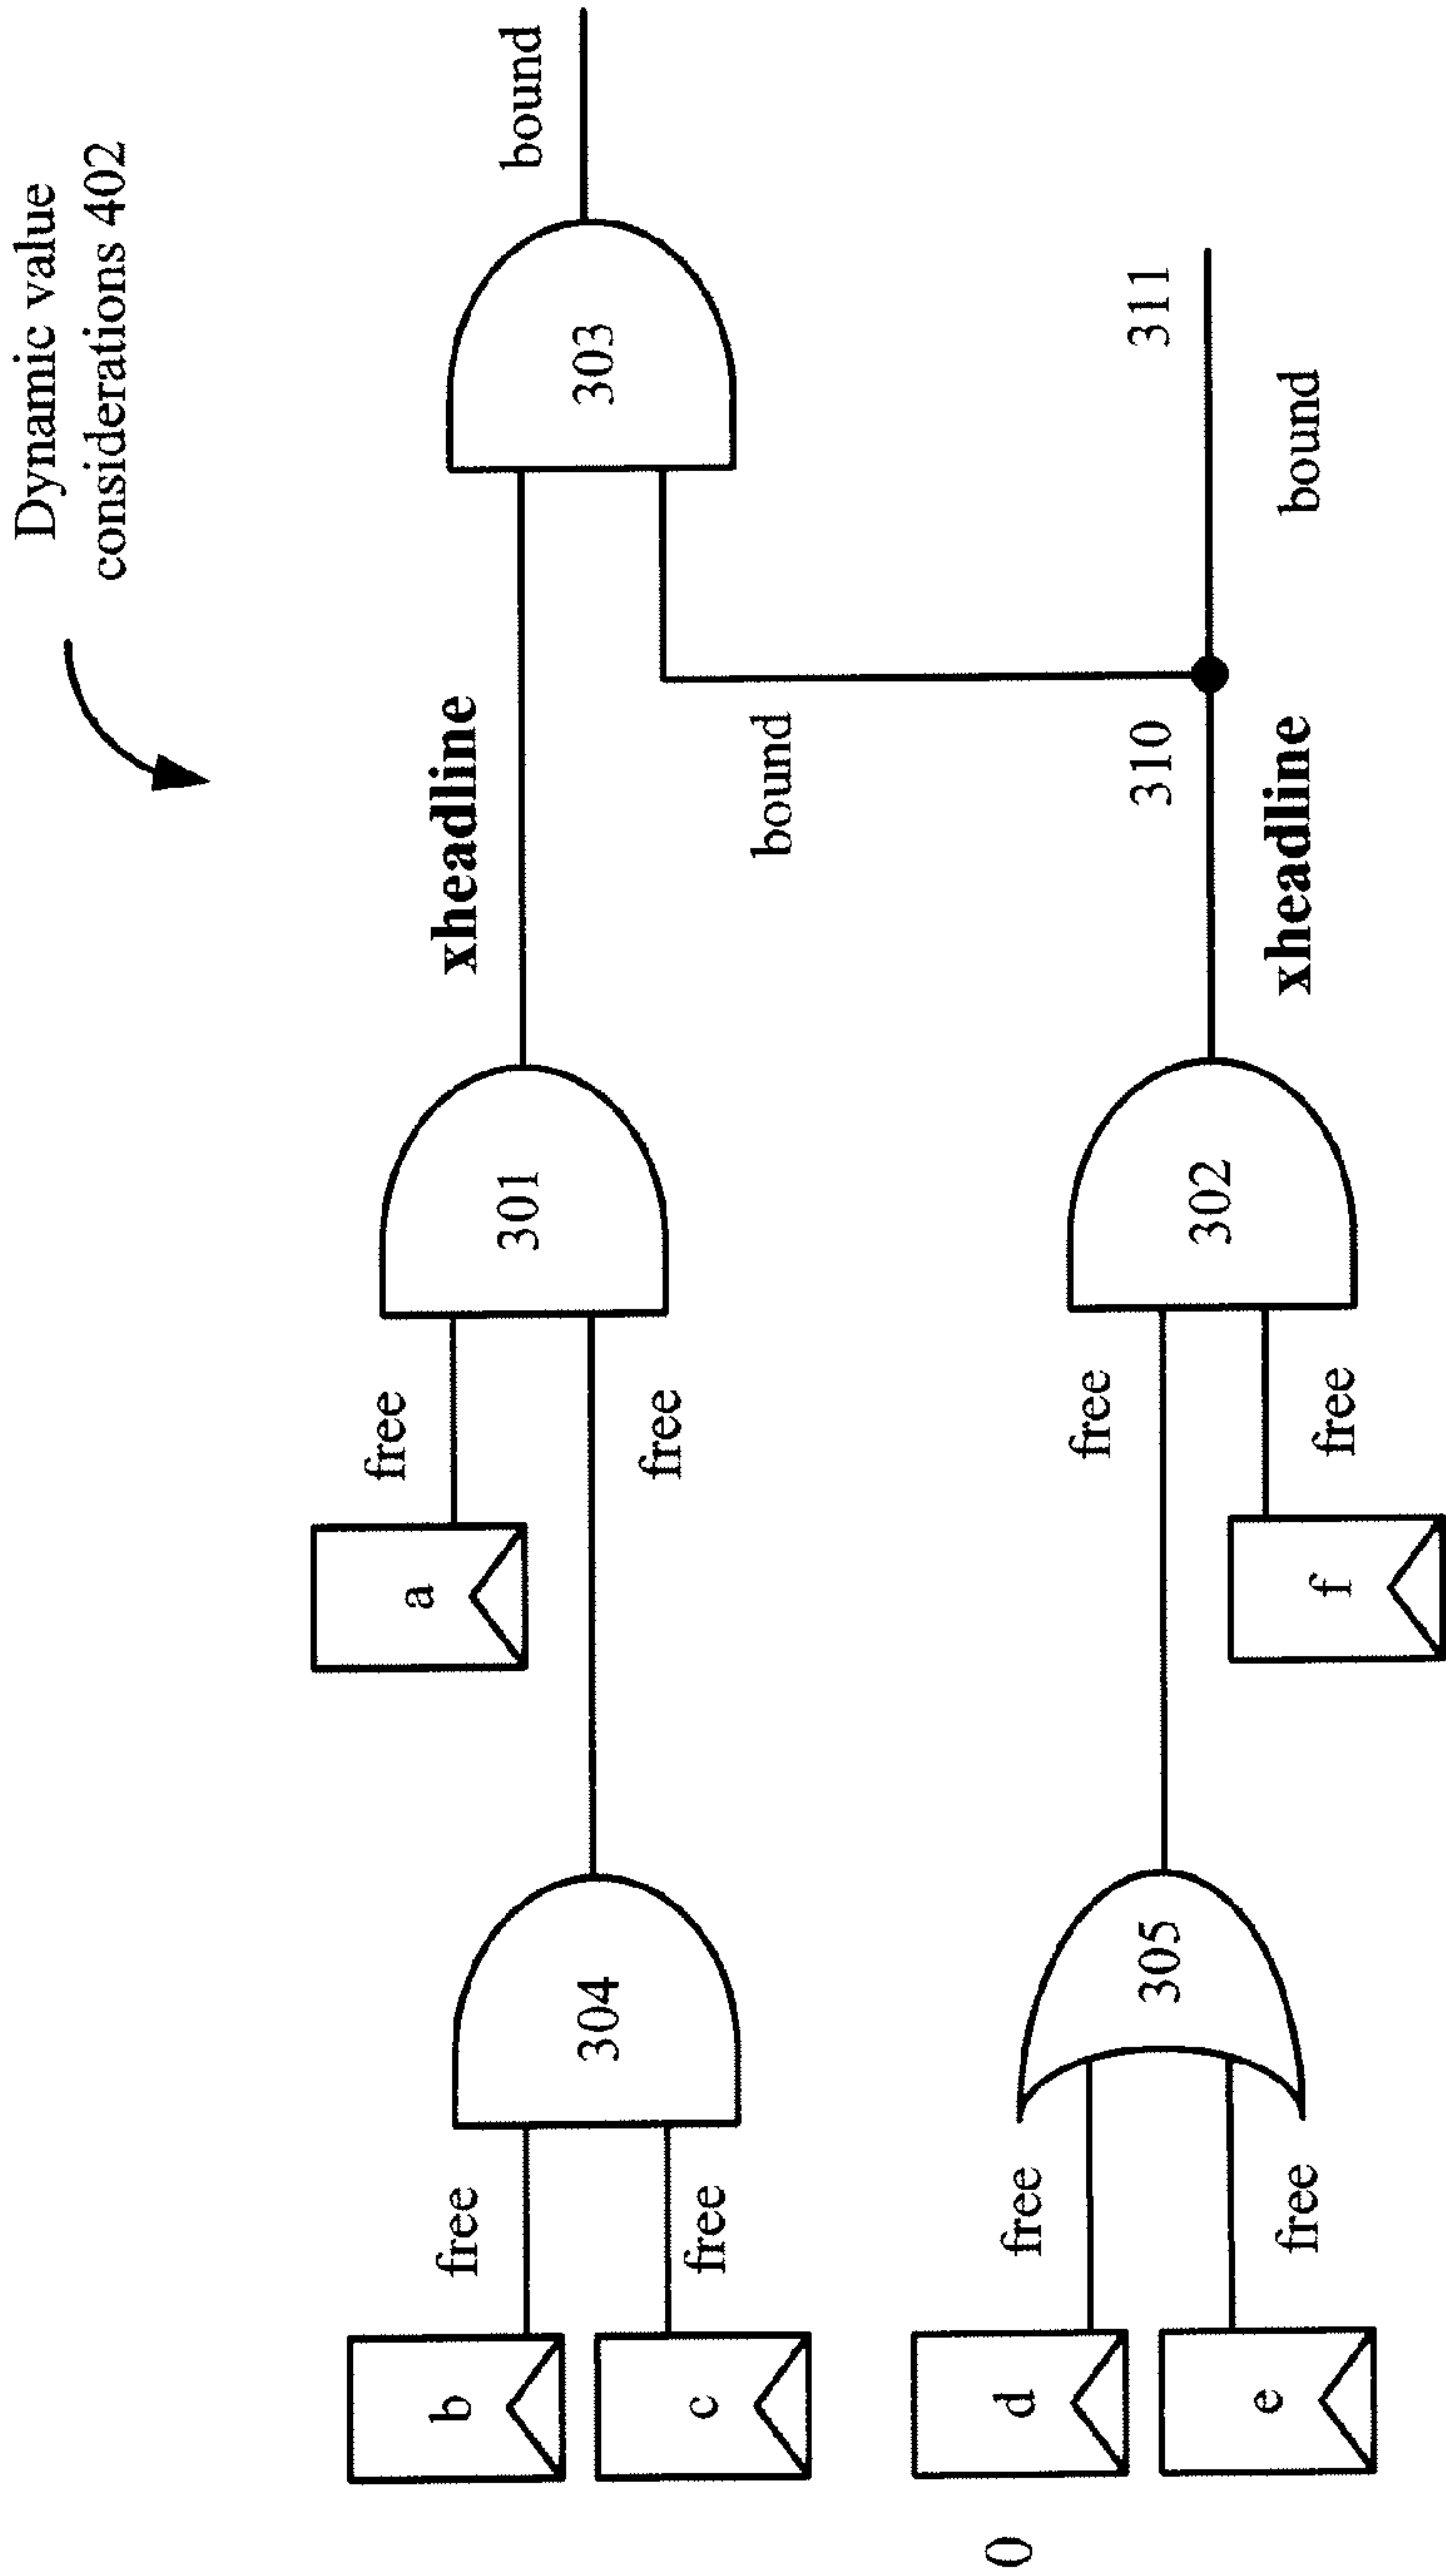 Dynamic value
considerations 402
bound
303
xheadline
bound
311
bound
310
xheadline
301
302
free
free
free
free
a
f
304
305
free
free
free
free
b
c
d
e
0